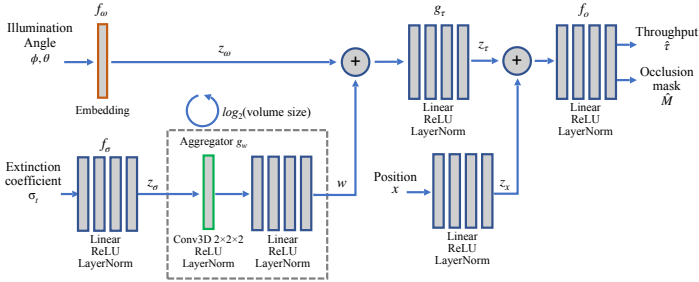 Illumination
Angle
ϕ, θ
f_ω
Embedding
z_ω
+
g_τ
Linear
ReLU
LayerNorm
z_τ
+
f_o
Linear
ReLU
LayerNorm
Throughput
τ̂
Occlusion
mask
M̂
log₂(volume size)
Extinction
coefficient
σ_t
f_σ
Linear
ReLU
LayerNorm
z_σ
Aggregator g_w
Conv3D 2×2×2
ReLU
LayerNorm
Linear
ReLU
LayerNorm
w
Position
x
Linear
ReLU
LayerNorm
z_x